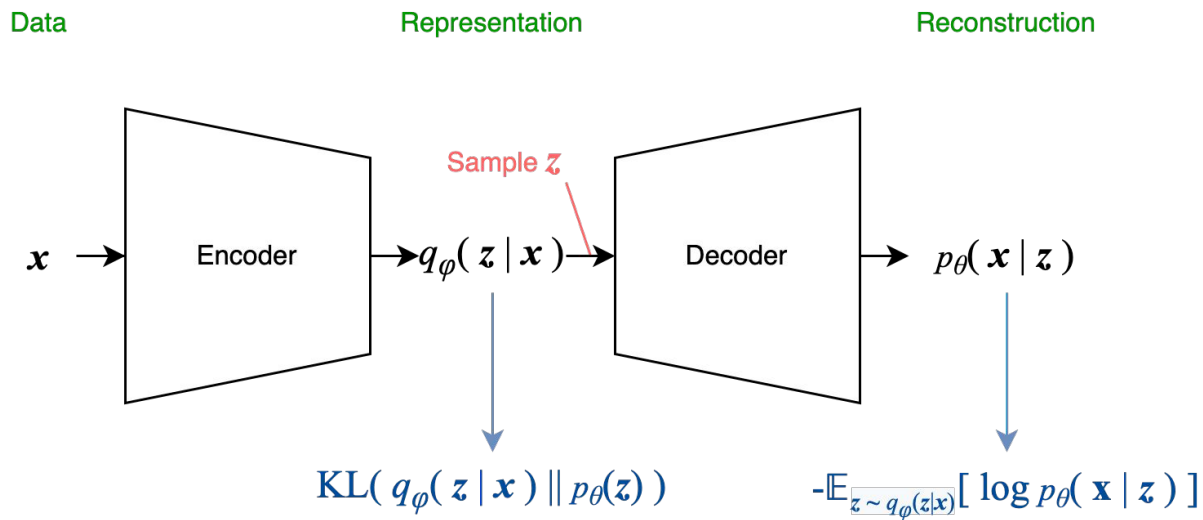 Data Representation Reconstruction
Sample z
x Encoder qφ( z | x ) Decoder pθ( x | z )
KL( qφ( z | x ) || pθ(z) ) -𝔼z ~ qφ(z|x)[ log pθ( x | z ) ]